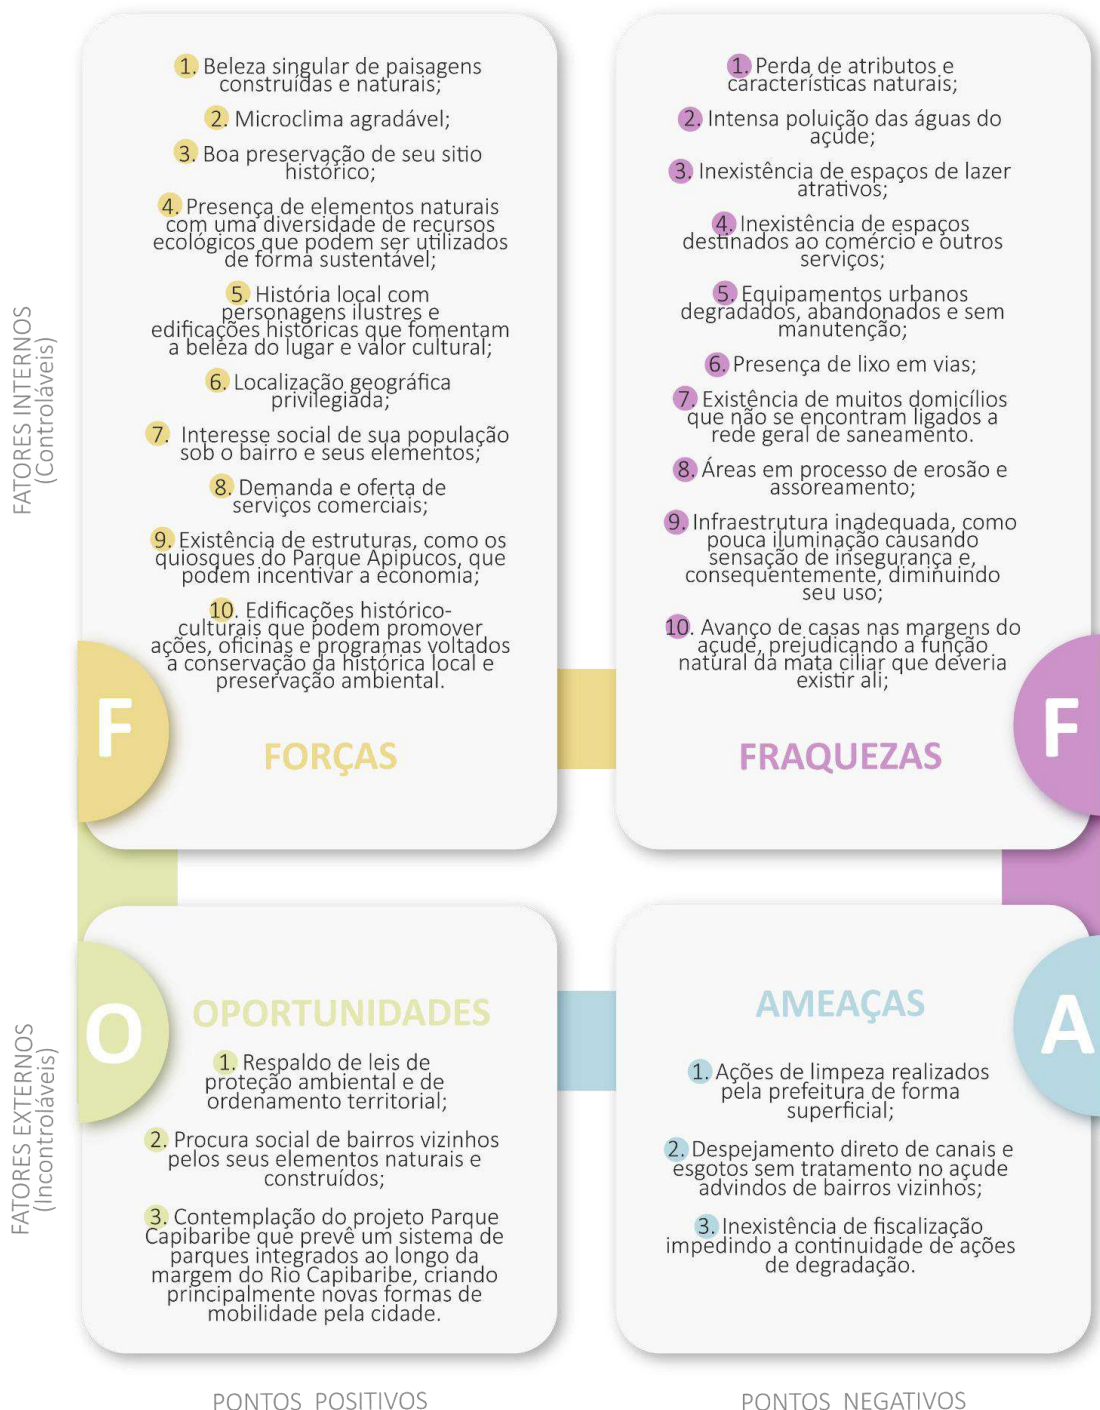 FATORES INTERNOS
(Controláveis)
1. Beleza singular de paisagens
construídas e naturais;
2. Microclima agradável;
3. Boa preservação de seu sitio
histórico;
4. Presença de elementos naturais
com uma diversidade de recursos
ecológicos que podem ser utilizados
de forma sustentável;
5. História local com
personagens ilustres e
edificações históricas que fomentam
a beleza do lugar e valor cultural;
6. Localização geográfica
privilegiada;
7. Interesse social de sua população
sob o bairro e seus elementos;
8. Demanda e oferta de
serviços comerciais;
9. Existência de estruturas, como os
quiosques do Parque Apipucos, que
podem incentivar a economia;
10. Edificações histórico-
culturais que podem promover
ações, oficinas e programas voltados
a conservação da histórica local e
preservação ambiental.
F
FORÇAS
1. Perda de atributos e
características naturais;
2. Intensa poluição das águas do
açude;
3. Inexistência de espaços de lazer
atrativos;
4. Inexistência de espaços
destinados ao comércio e outros
serviços;
5. Equipamentos urbanos
degradados, abandonados e sem
manutenção;
6. Presença de lixo em vias;
7. Existência de muitos domicílios
que não se encontram ligados a
rede geral de saneamento.
8. Áreas em processo de erosão e
assoreamento;
9. Infraestrutura inadequada, como
pouca iluminação causando
sensação de insegurança e,
consequentemente, diminuindo
seu uso;
10. Avanço de casas nas margens do
açude, prejudicando a função
natural da mata ciliar que deveria
existir ali;
F
FRAQUEZAS
FATORES EXTERNOS
(Incontroláveis)
O
OPORTUNIDADES
1. Respaldo de leis de
proteção ambiental e de
ordenamento territorial;
2. Procura social de bairros vizinhos
pelos seus elementos naturais e
construídos;
3. Contemplação do projeto Parque
Capibaribe que prevê um sistema de
parques integrados ao longo da
margem do Rio Capibaribe, criando
principalmente novas formas de
mobilidade pela cidade.
A
AMEAÇAS
1. Ações de limpeza realizados
pela prefeitura de forma
superficial;
2. Despejamento direto de canais e
esgotos sem tratamento no açude
advindos de bairros vizinhos;
3. Inexistência de fiscalização
impedindo a continuidade de ações
de degradação.
PONTOS POSITIVOS
PONTOS NEGATIVOS